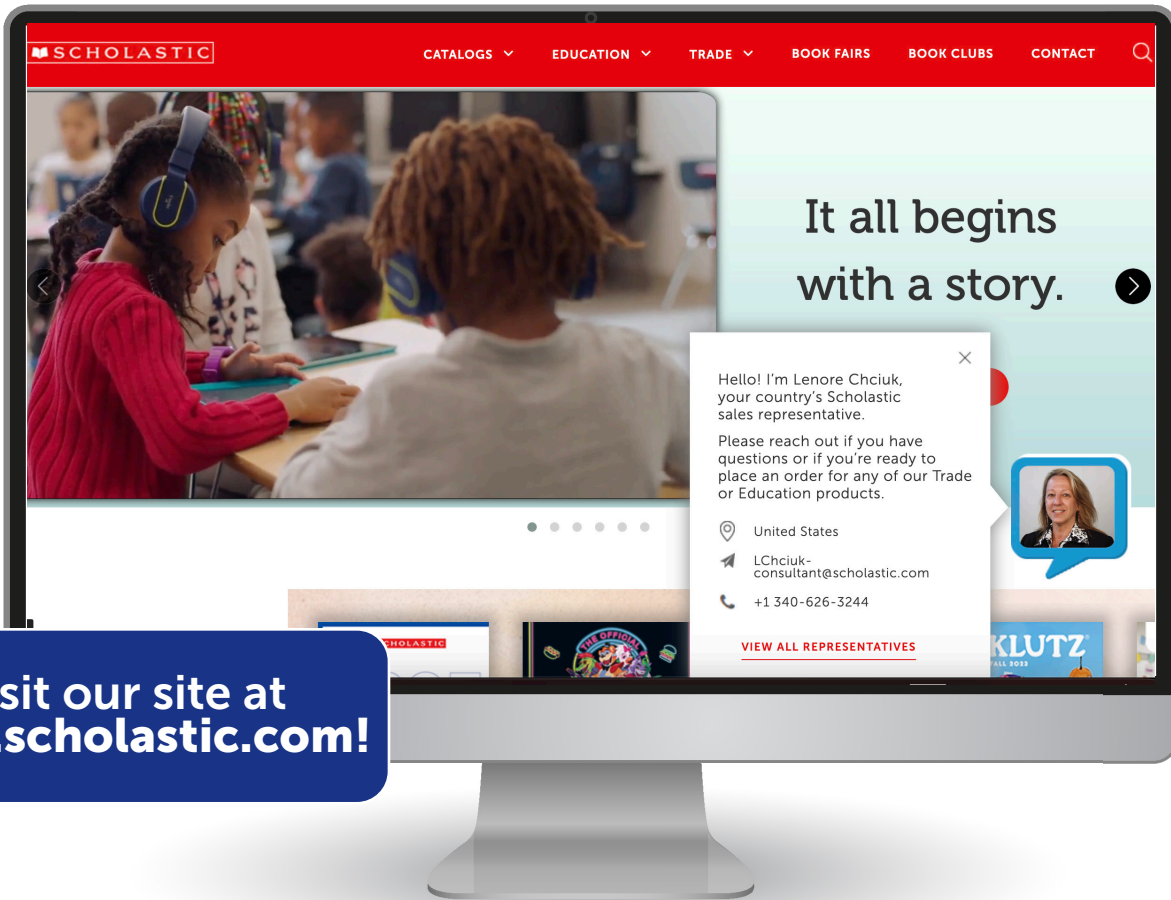 SCHOLASTIC
CATALOGS EDUCATION TRADE BOOK FAIRS BOOK CLUBS CONTACT
It all begins
with a story.
Hello! I'm Lenore Chciuk,
your country's Scholastic
sales representative.
Please reach out if you have
questions or if you're ready to
place an order for any of our Trade
or Education products.
United States
LChciuk-
consultant@scholastic.com
+1 340-626-3244
VIEW ALL REPRESENTATIVES
THE OFFICIAL
KLUTZ
FALL 2022
sit our site at
.scholastic.com!